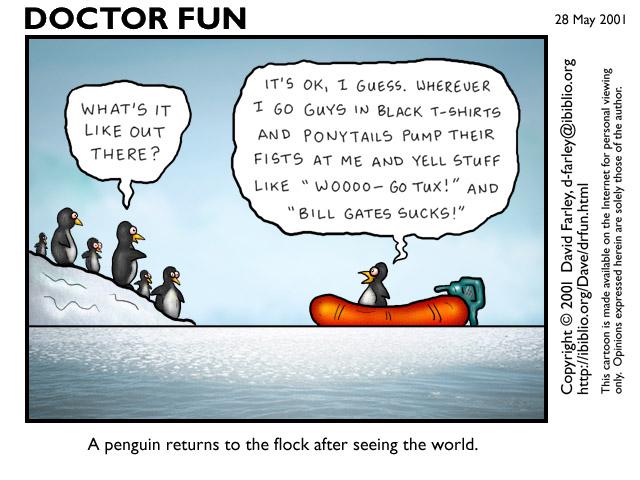 DOCTOR FUN
28 May 2001
WHAT'S IT
LIKE OUT
THERE?
IT'S OK, I GUESS. WHEREVER
I GO GUYS IN BLACK T-SHIRTS
AND PONYTAILS PUMP THEIR
FISTS AT ME AND YELL STUFF
LIKE "WOOOO-GO TUX!" AND
"BILL GATES SUCKS!"
A penguin returns to the flock after seeing the world.
Copyright © 2001 David Farley, d-farley@ibiblio.org
http://ibiblio.org/Dave/drfun.html
This cartoon is made available on the Internet for personal viewing
only. Opinions expressed herein are solely those of the author.